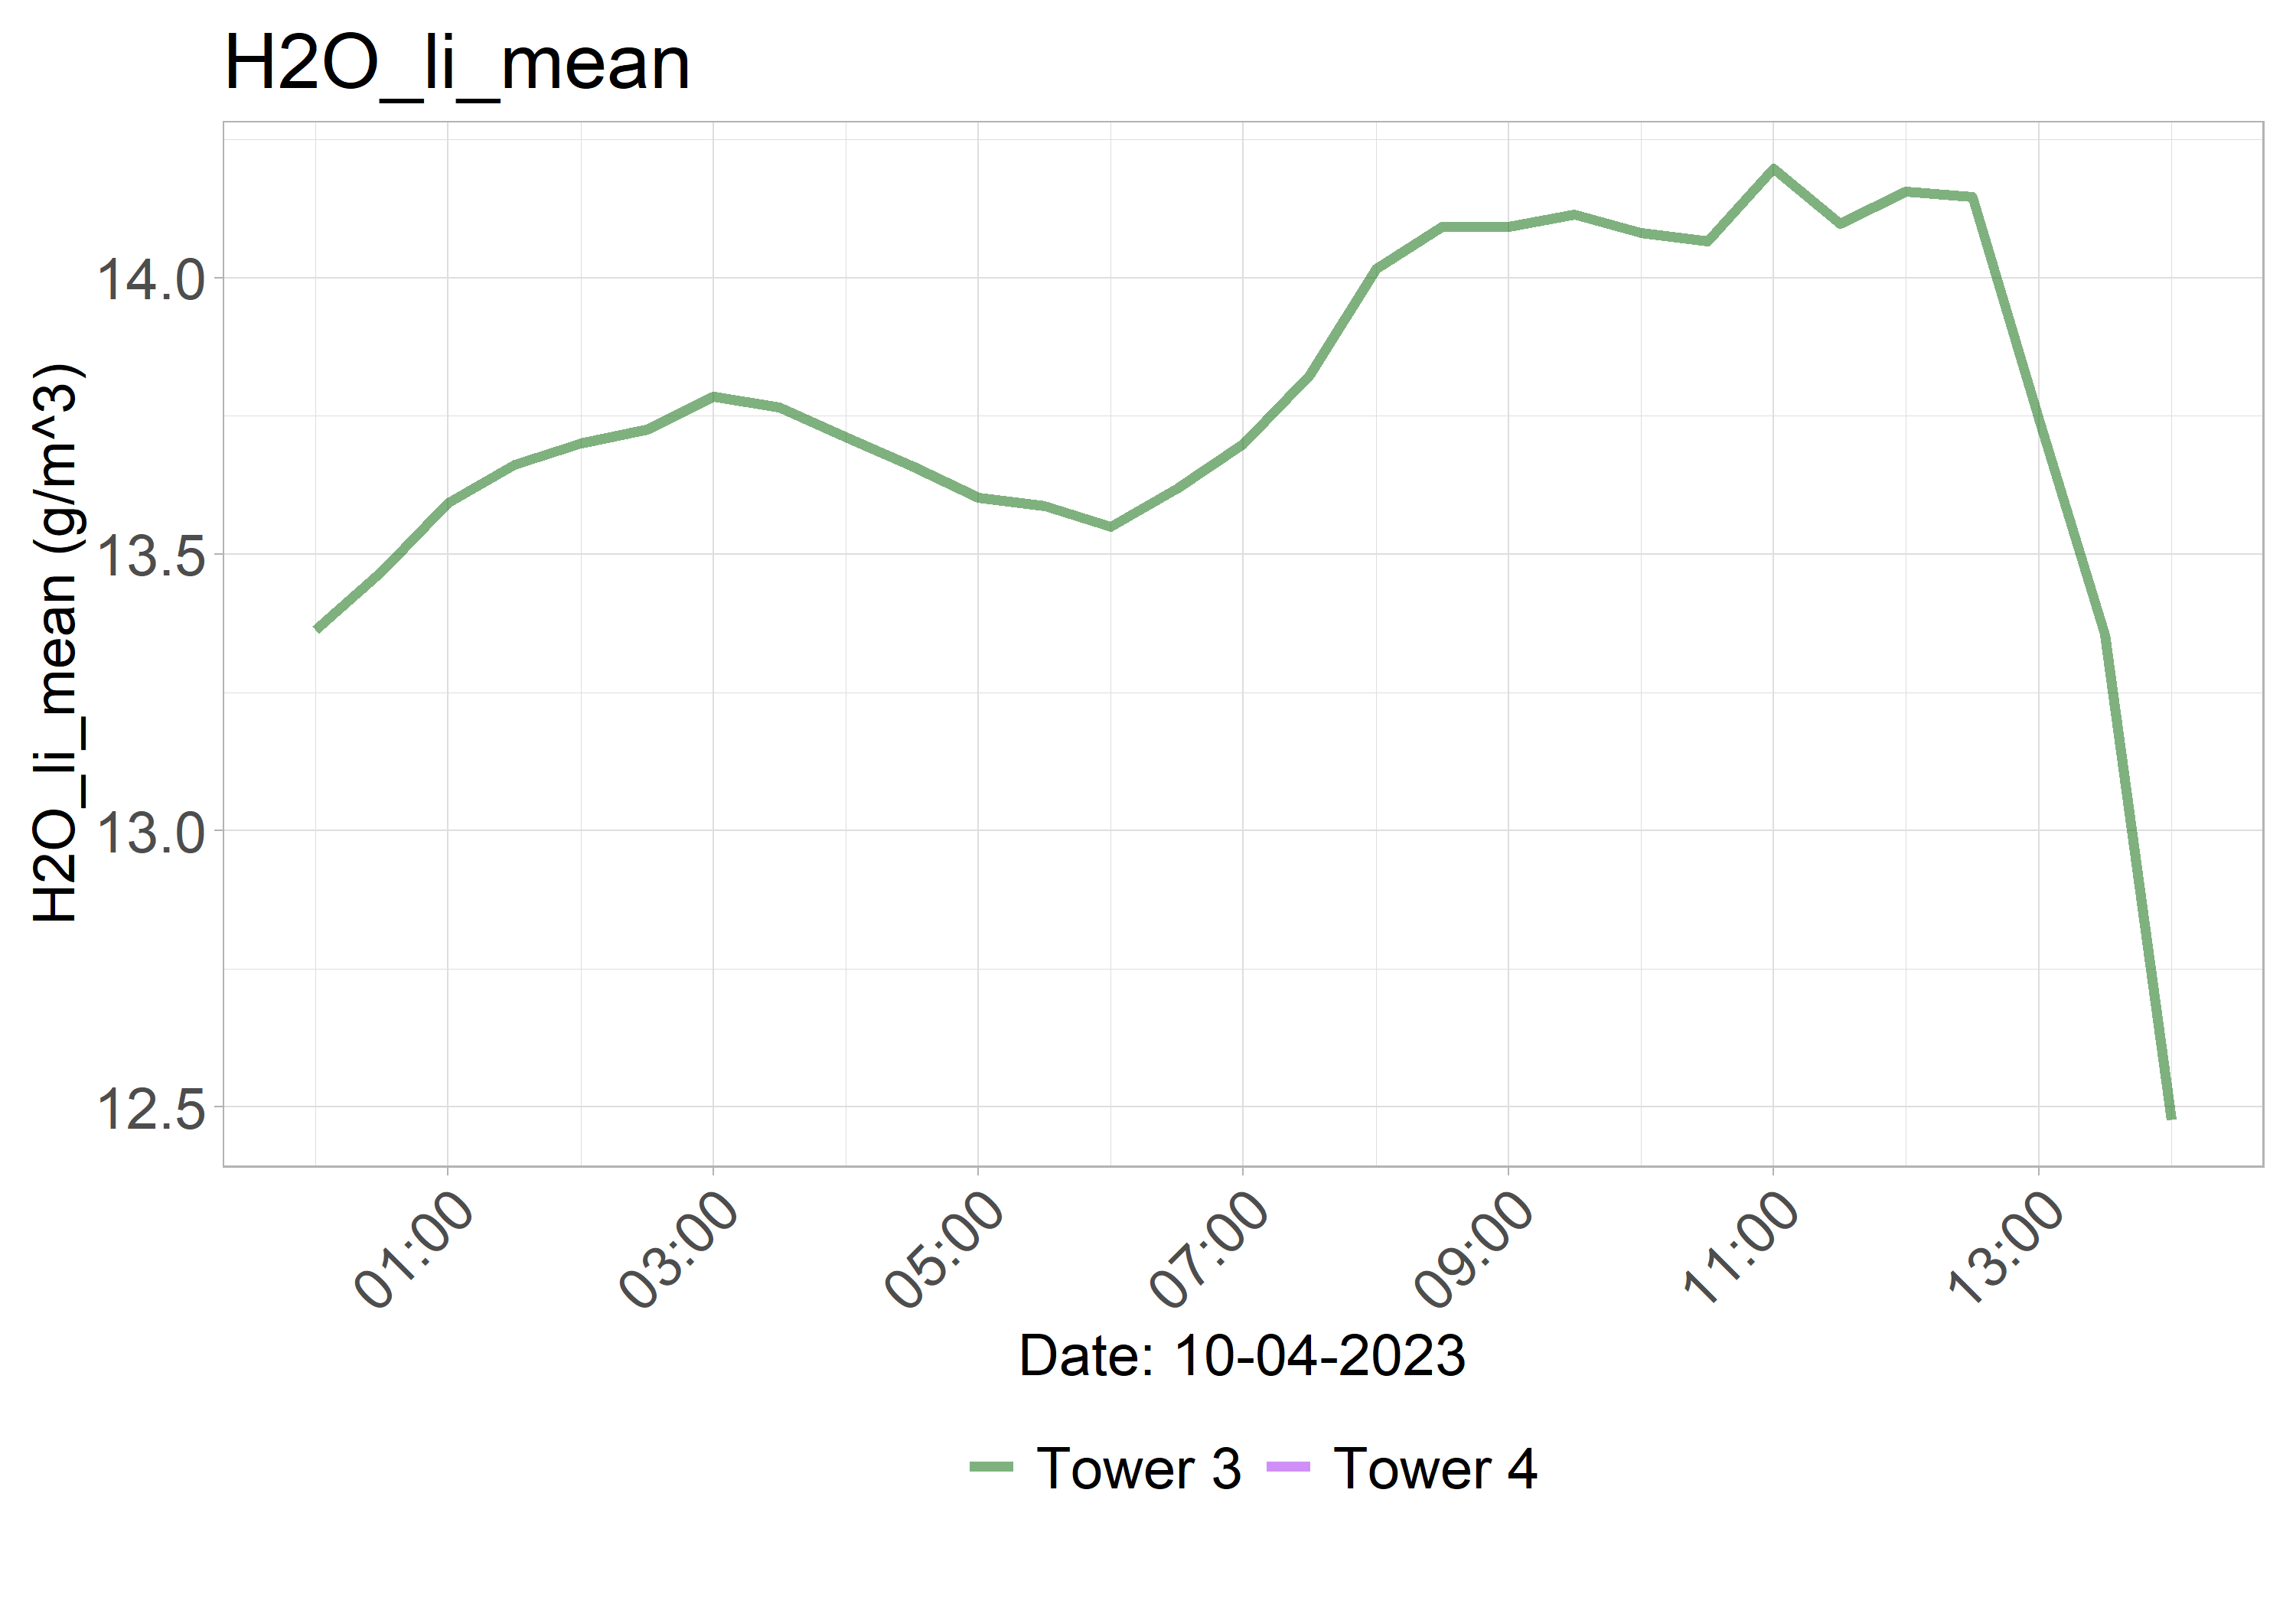 H2O_li_mean
H2O_li_mean (g/m^3)
14.0
13.5
13.0
12.5
01:00 03:00 05:00 07:00 09:00 11:00 13:00
Date: 10-04-2023
Tower 3 Tower 4